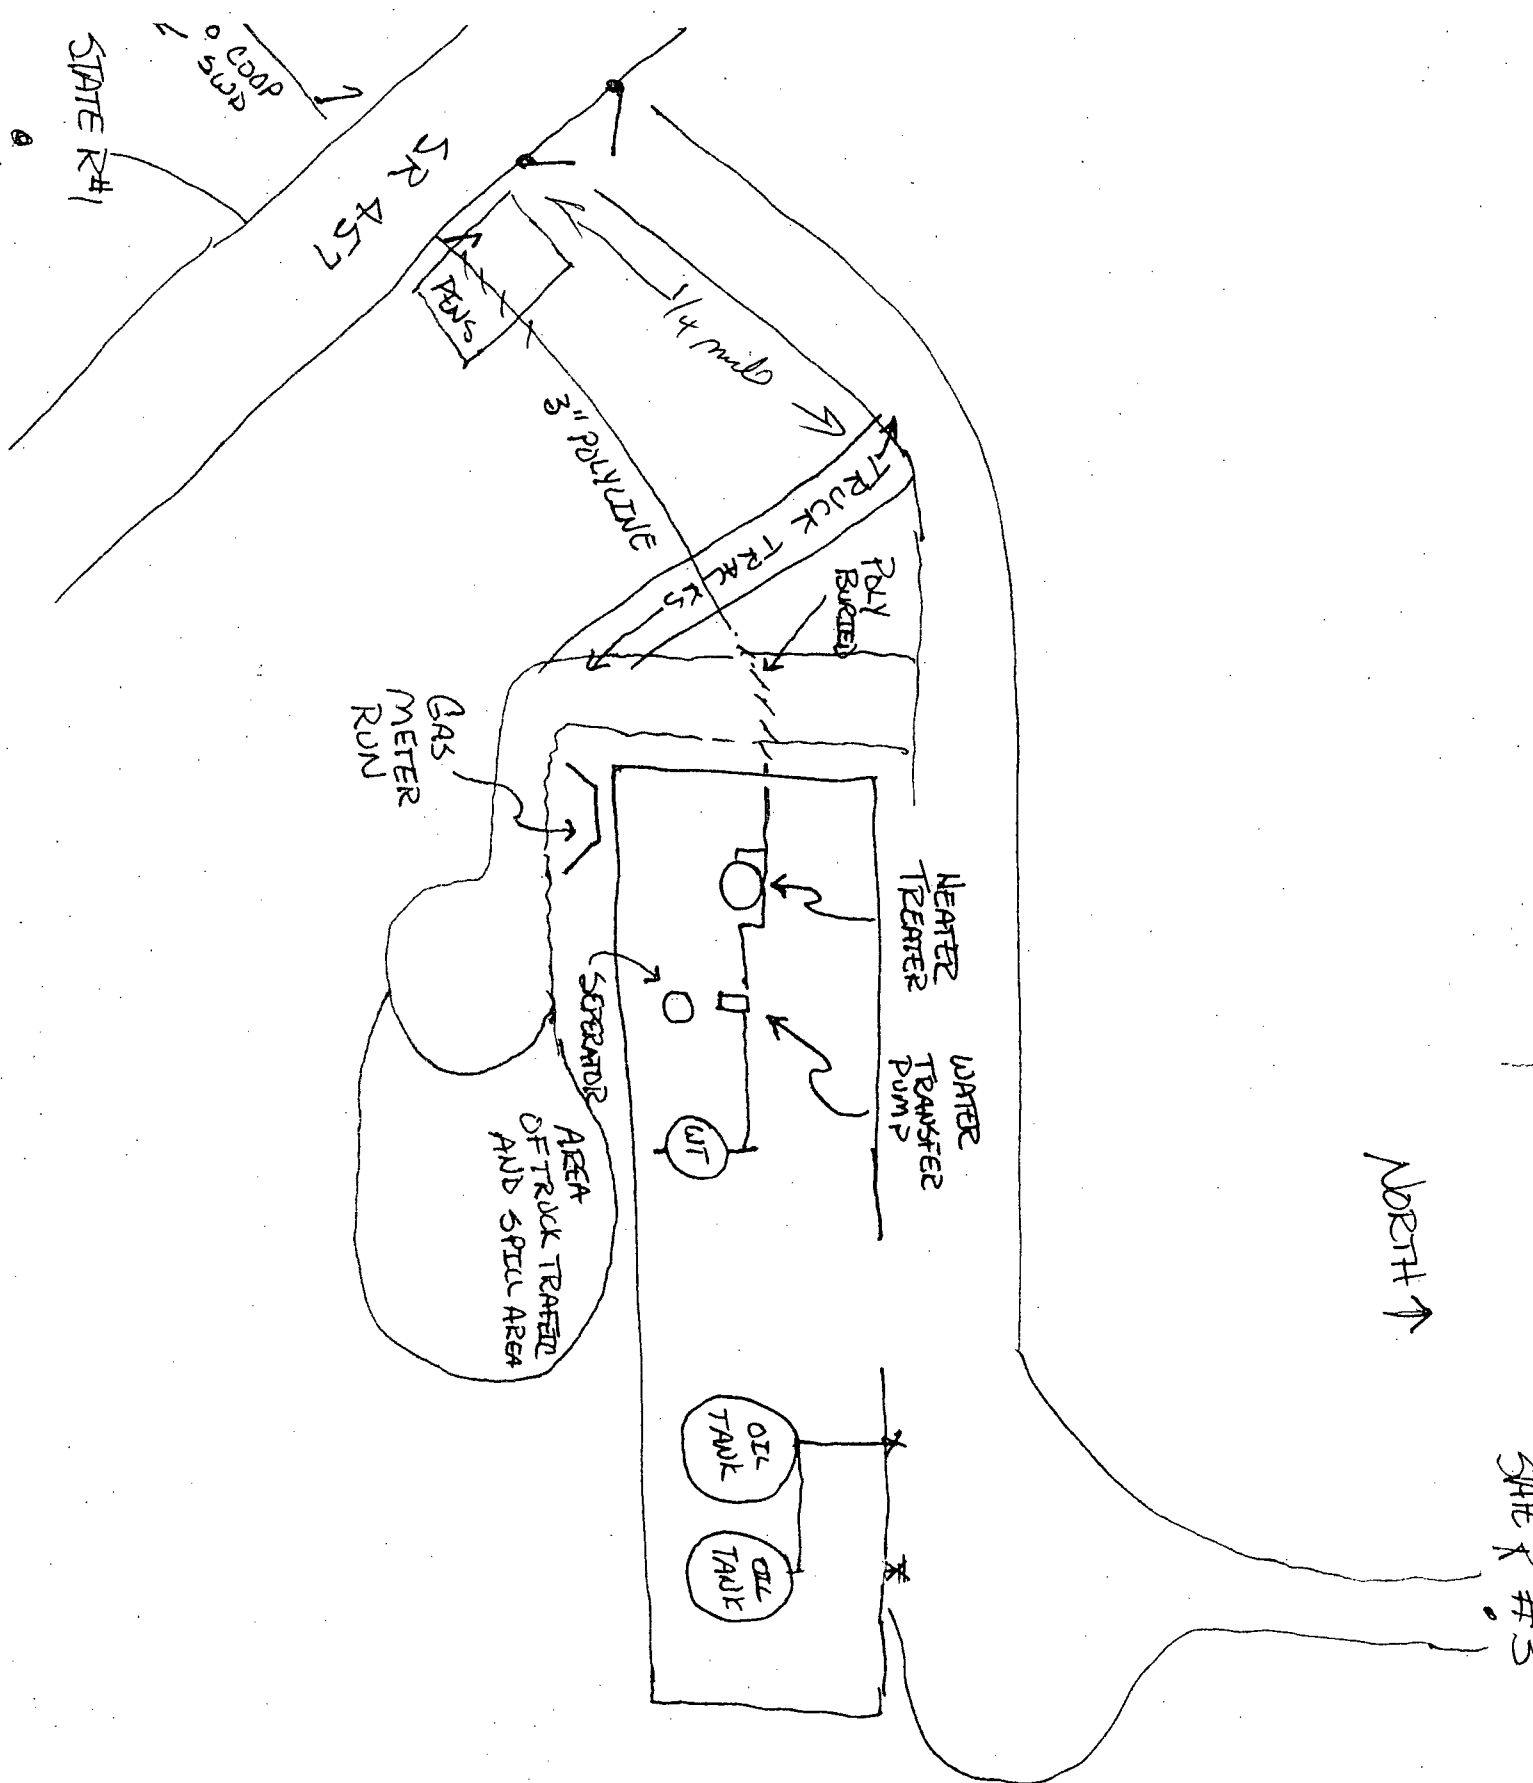 STATE R#1
COOP
SWD
SR 457
PENS
1/4 mile
3" POLYLINE
TRUCK TRACKS
POLY
BURIED
GAS
METER
RUN
HEATER
TREATER
SEPERATOR
WATER
TRANSFER
PUMP
WT
AREA
OF TRUCK TRAFFIC
AND SPILL AREA
NORTH
OIL
TANK
OIL
TANK
#3